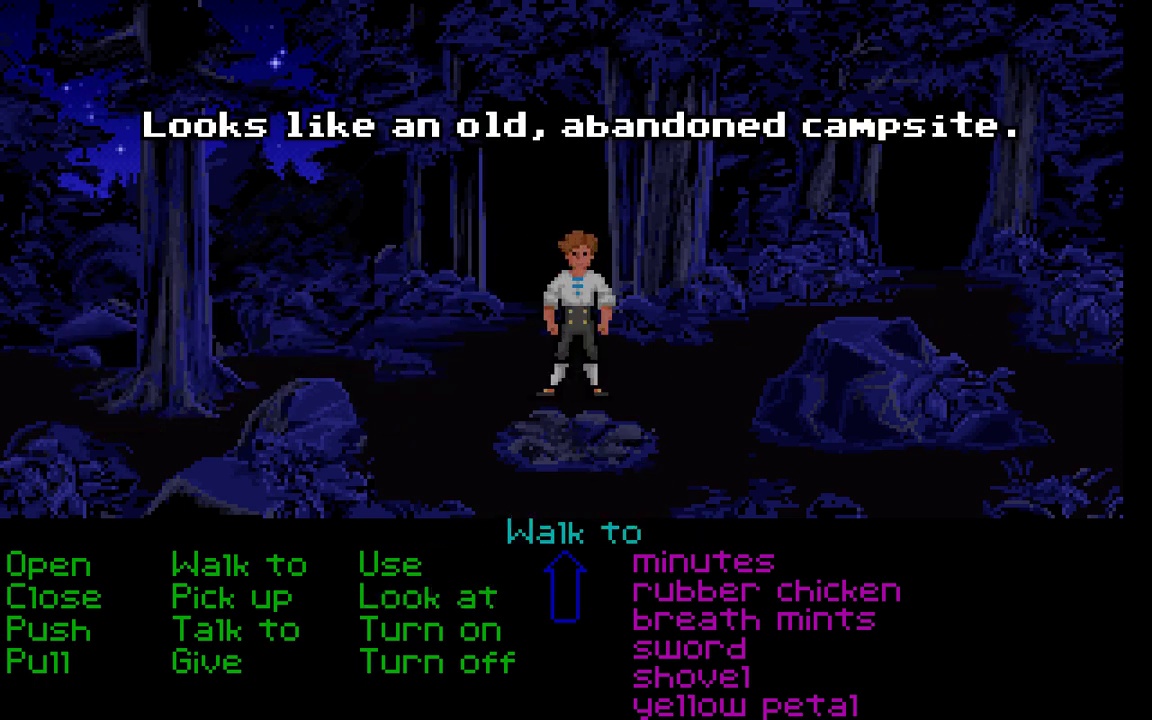 Looks like an old, abandoned campsite.
Walk to
Open Walk to Use
Close Pick up Look at
Push Talk to Turn on
Pull Give Turn off
minutes
rubber chicken
breath mints
sword
shovel
yellow petal